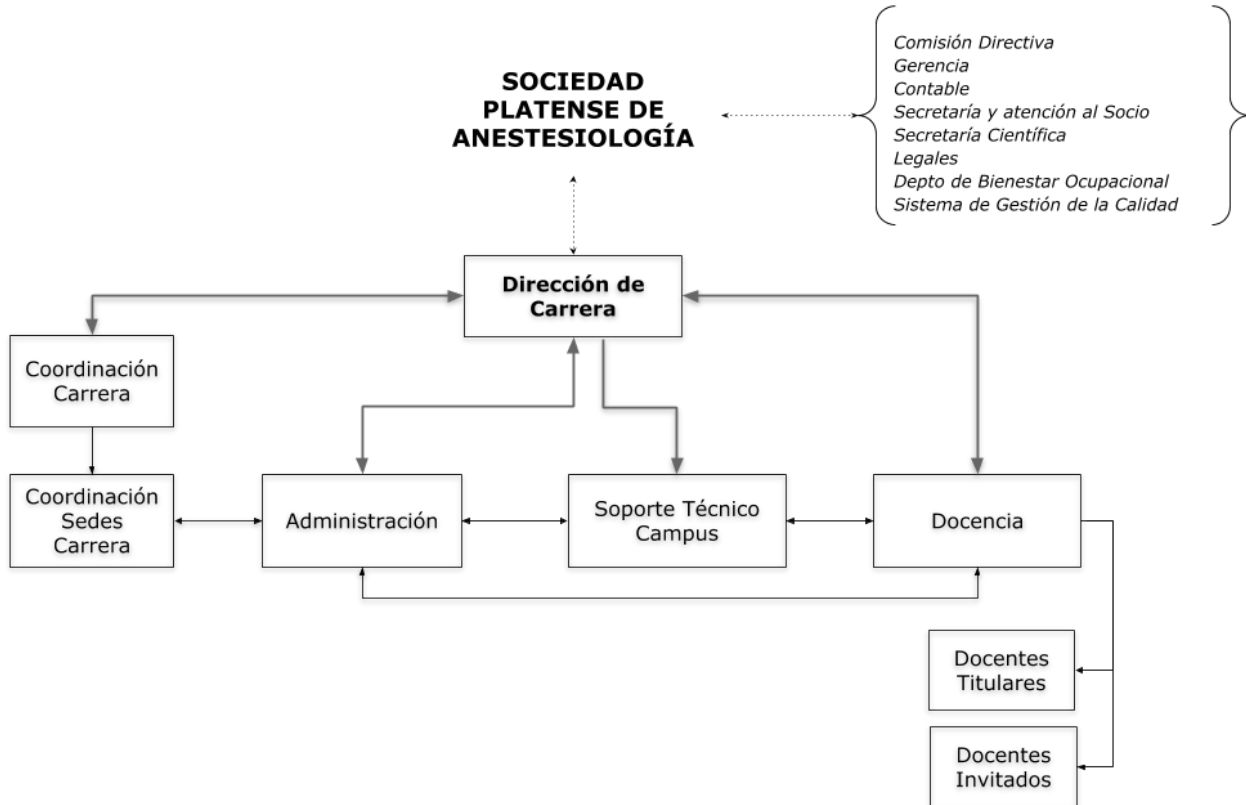 SOCIEDAD
PLATENSE DE
ANESTESIOLOGÍA
Comisión Directiva
Gerencia
Contable
Secretaría y atención al Socio
Secretaría Científica
Legales
Depto de Bienestar Ocupacional
Sistema de Gestión de la Calidad
Dirección de
Carrera
Coordinación
Carrera
Coordinación
Sedes
Carrera
Administración
Soporte Técnico
Campus
Docencia
Docentes
Titulares
Docentes
Invitados